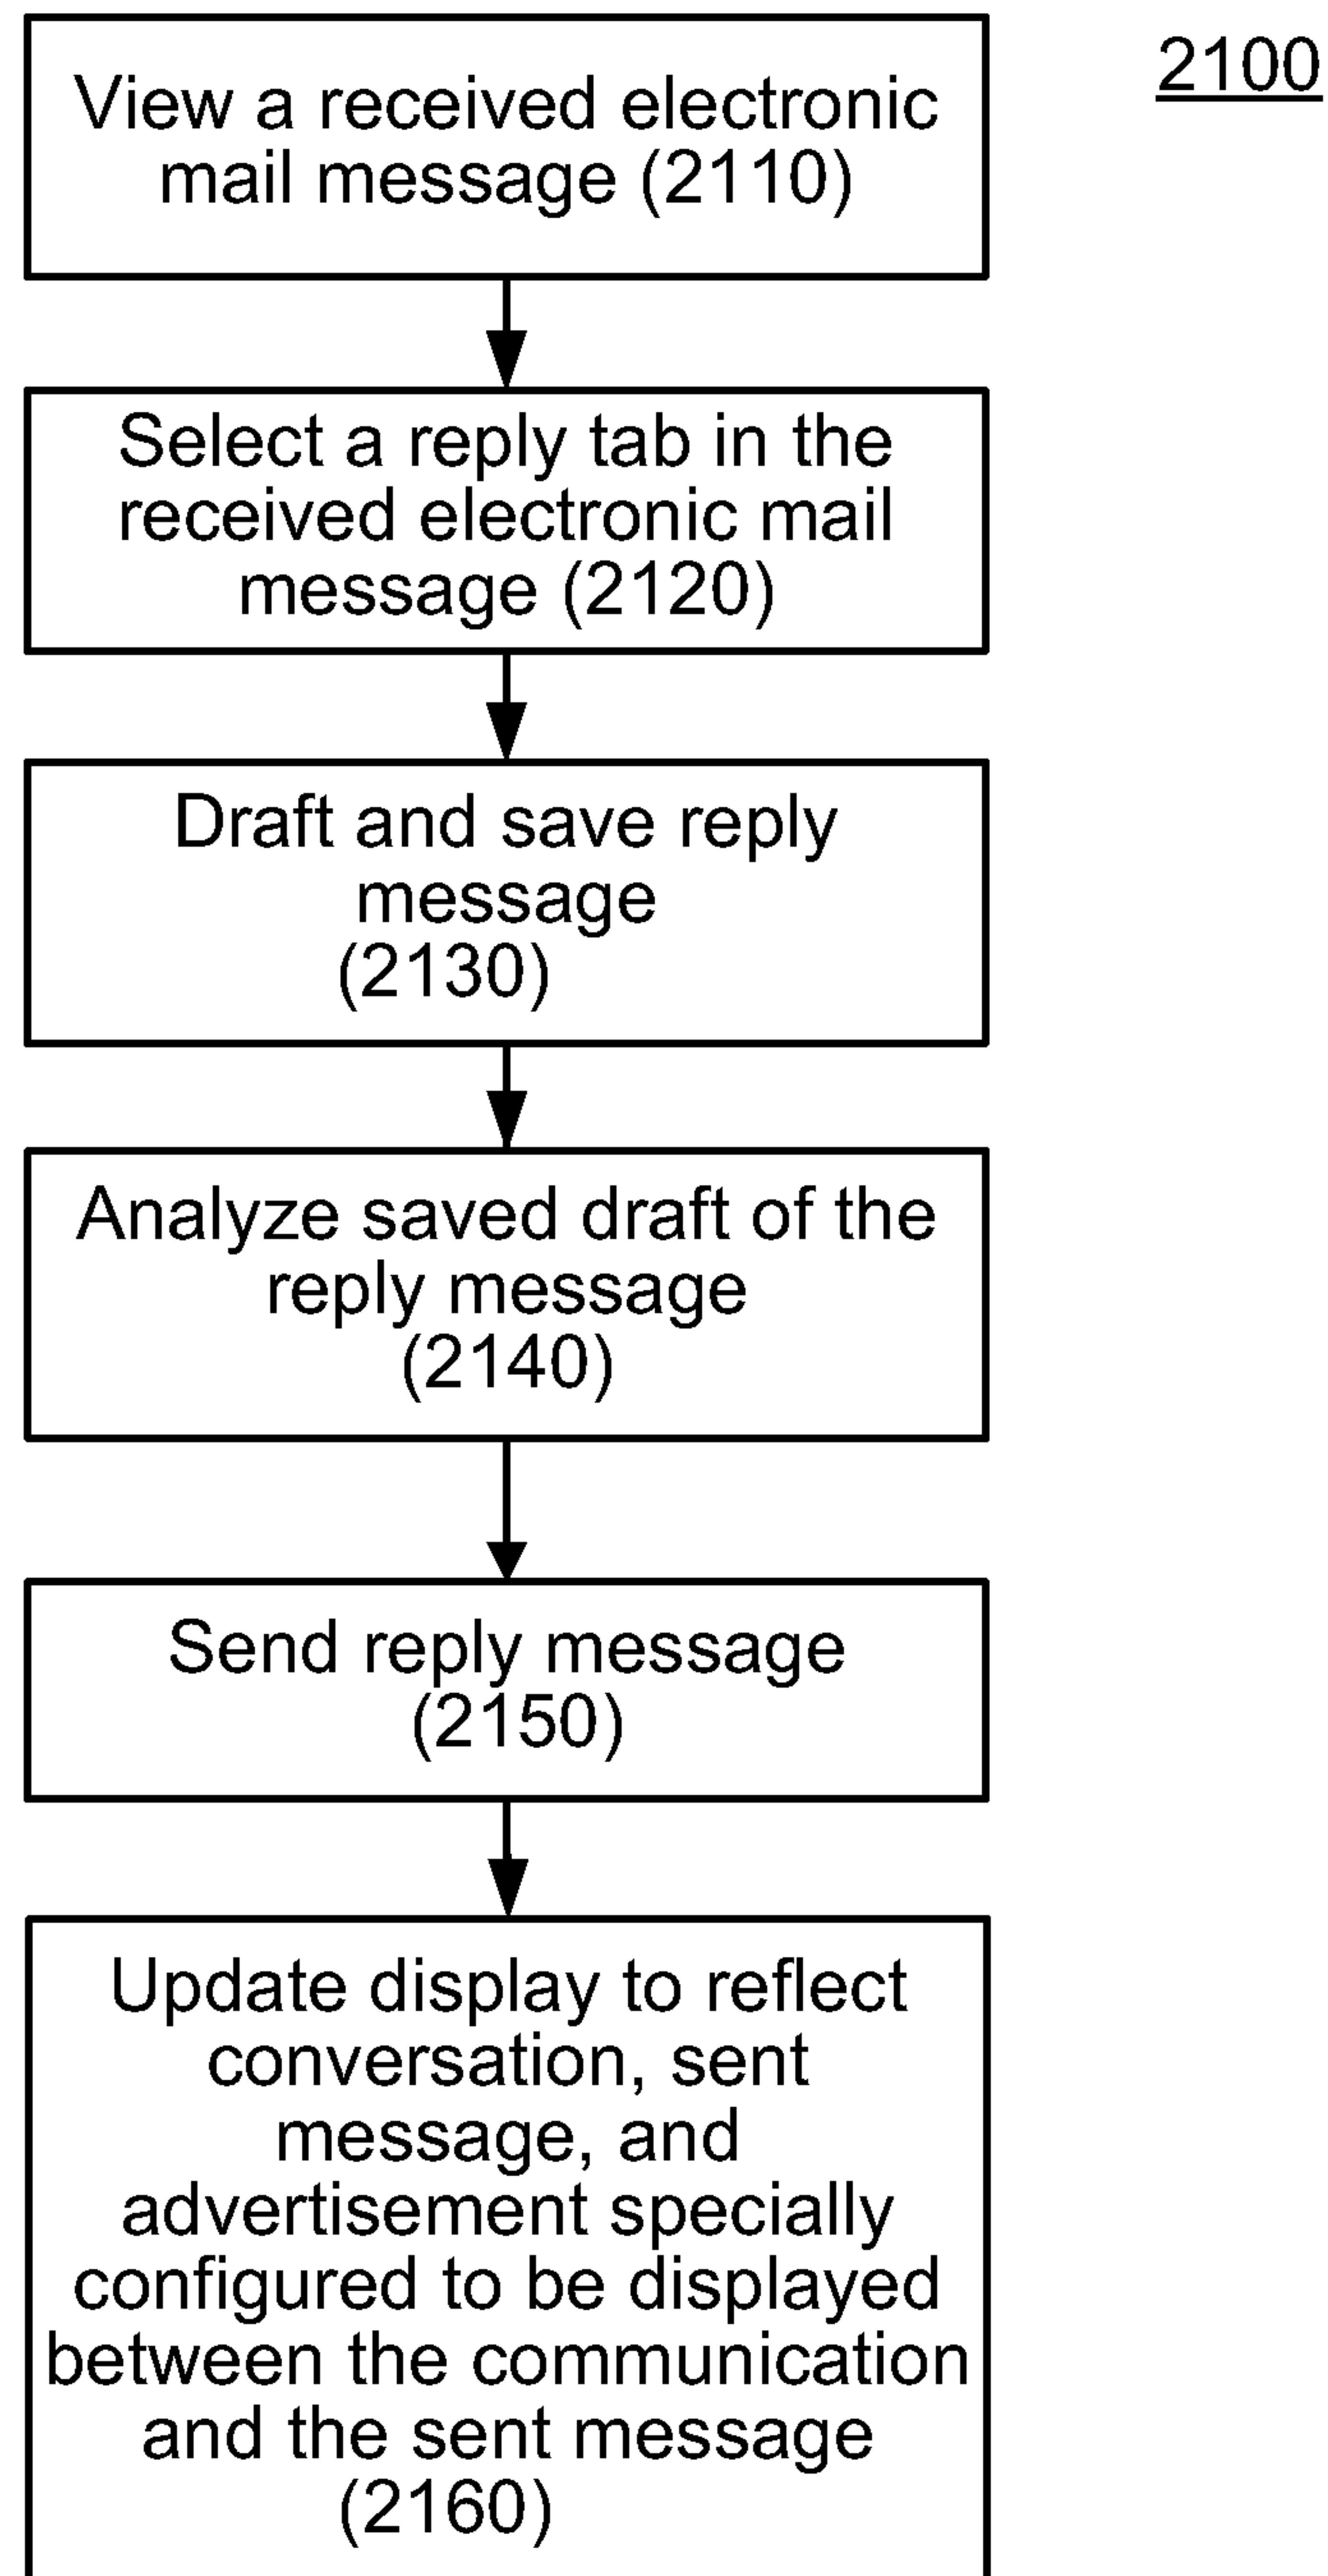 2100
View a received electronic
mail message (2110)
Select a reply tab in the
received electronic mail
message (2120)
Draft and save reply
message
(2130)
Analyze saved draft of the
reply message
(2140)
Send reply message
(2150)
Update display to reflect
conversation, sent
message, and
advertisement specially
configured to be displayed
between the communication
and the sent message
(2160)